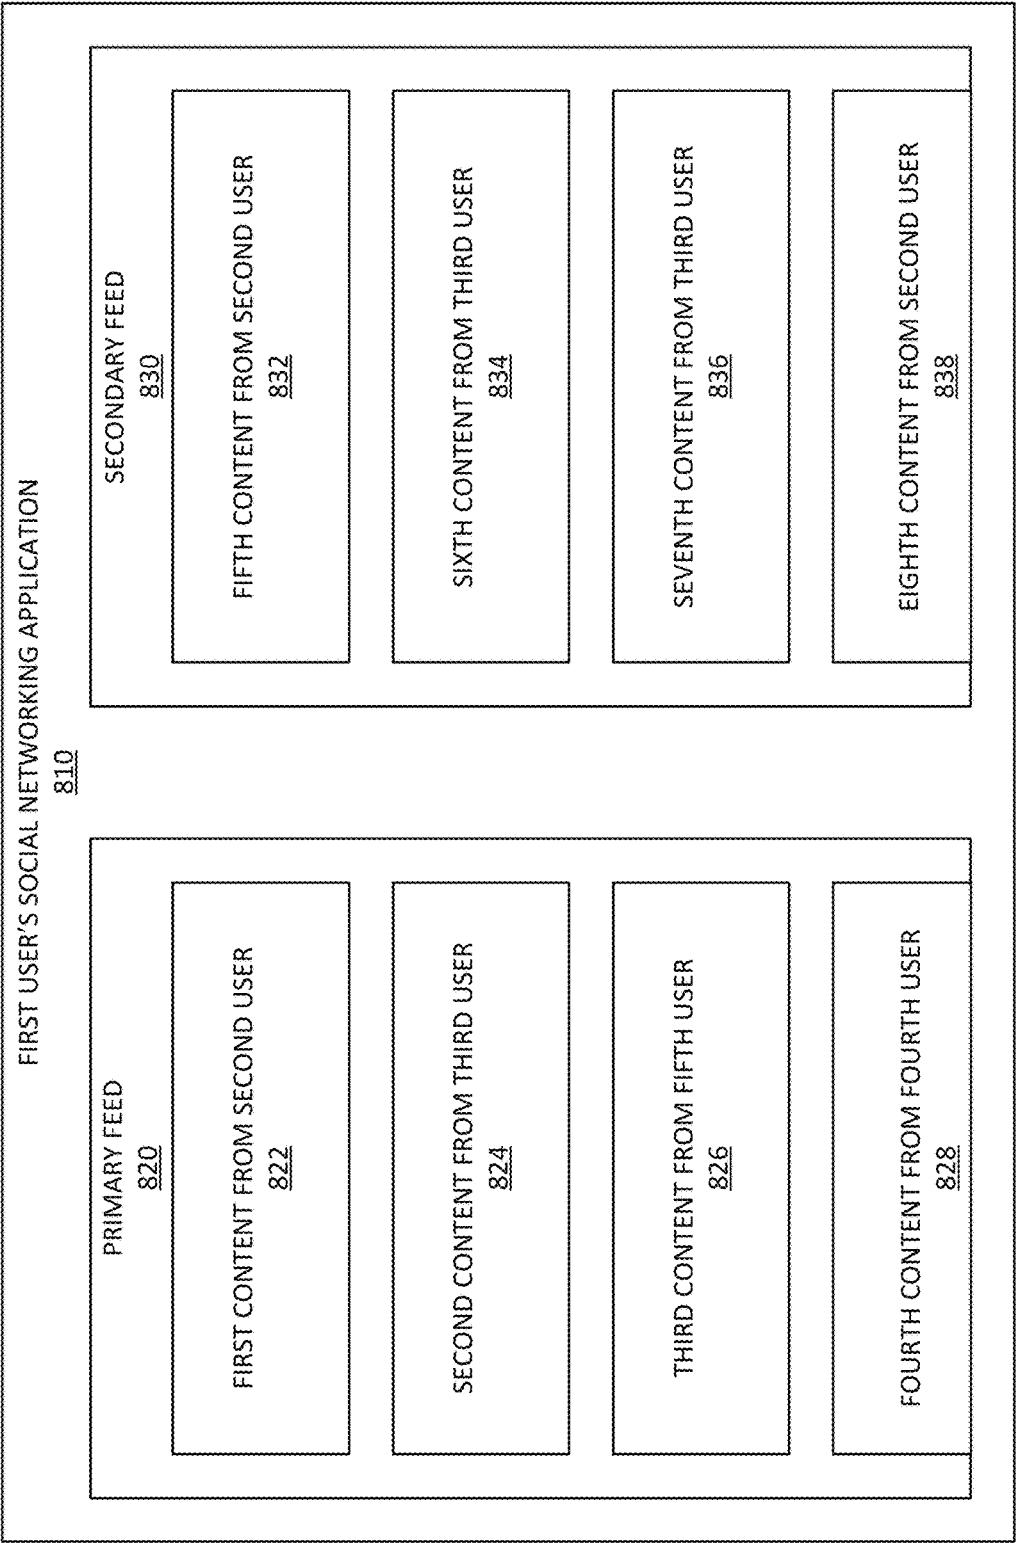 FIRST USER'S SOCIAL NETWORKING APPLICATION
810
PRIMARY FEED
820
FIRST CONTENT FROM SECOND USER
822
SECOND CONTENT FROM THIRD USER
824
THIRD CONTENT FROM FIFTH USER
826
FOURTH CONTENT FROM FOURTH USER
828
SECONDARY FEED
830
FIFTH CONTENT FROM SECOND USER
832
SIXTH CONTENT FROM THIRD USER
834
SEVENTH CONTENT FROM THIRD USER
836
EIGHTH CONTENT FROM SECOND USER
838